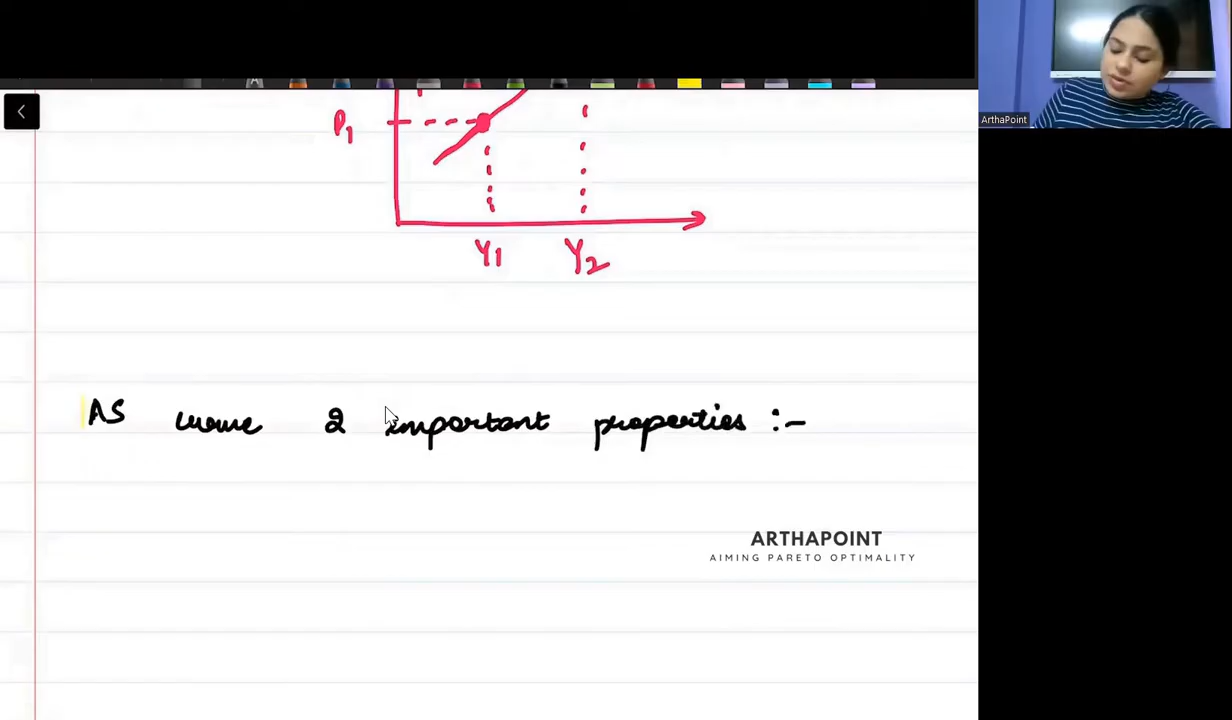 P1
Y1 Y2
AS curve 2 important properties :-
ARTHAPOINT
AIMING PARETO OPTIMALITY
ArthaPoint